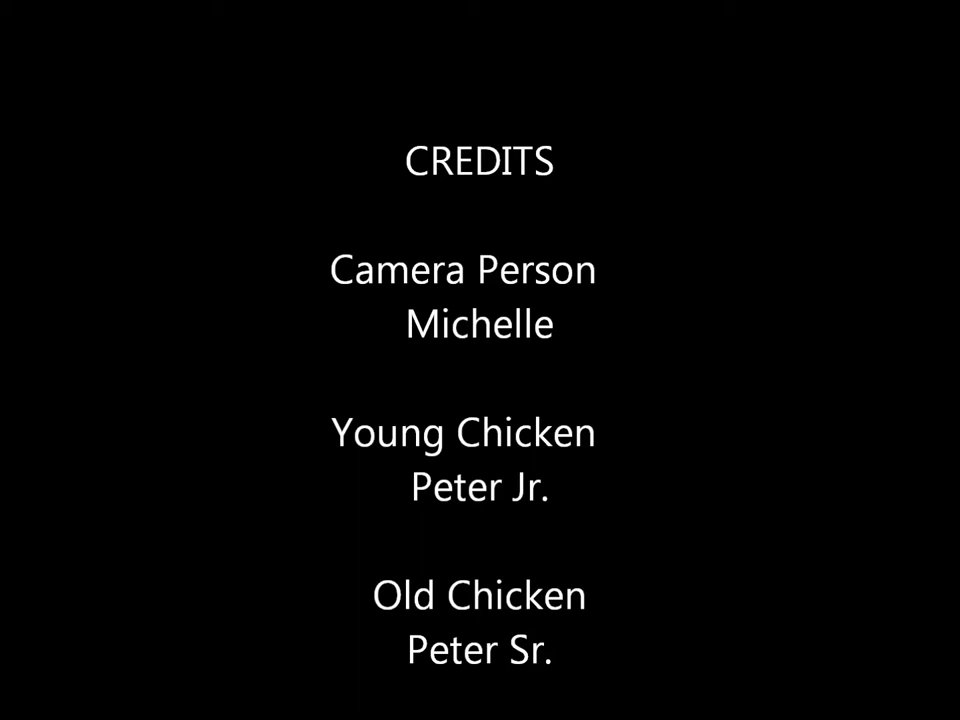 CREDITS
Camera Person
Michelle
Young Chicken
Peter Jr.
Old Chicken
Peter Sr.